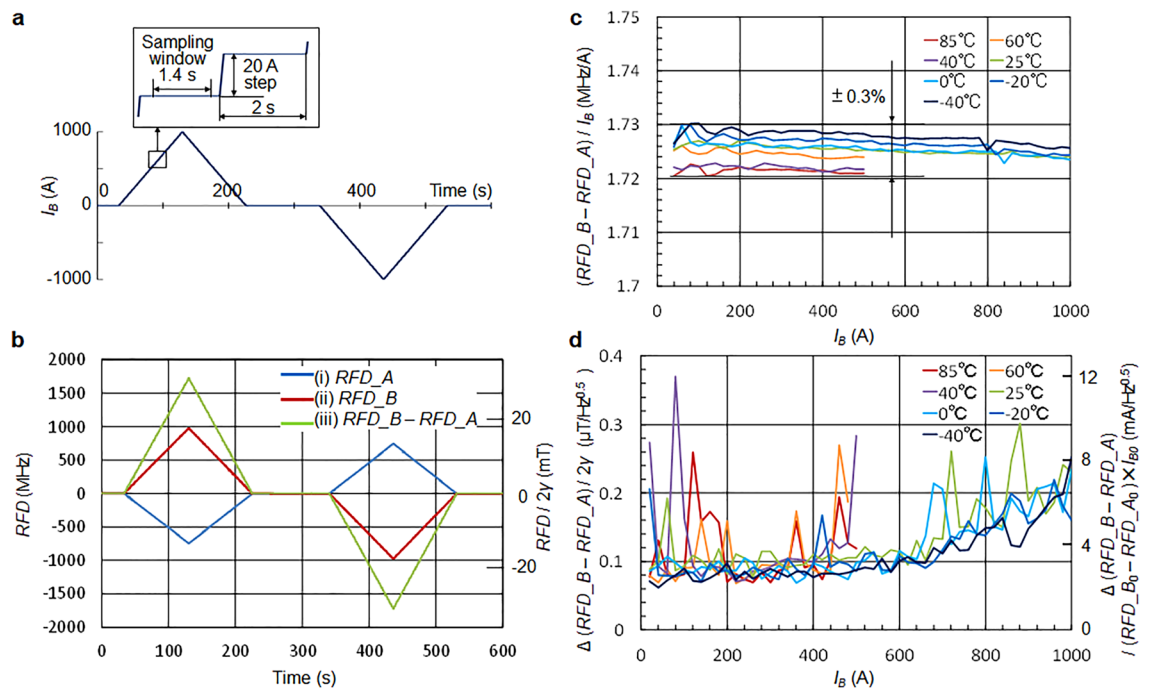 a
Sampling
window
1.4 s
20 A
step
2 s
1000
0
-1000
I_B (A)
0
200
400
Time (s)
b
2000
1500
1000
500
0
-500
-1000
-1500
-2000
RFD (MHz)
(i) RFD_A
(ii) RFD_B
(iii) RFD_B – RFD_A
20
0
-20
RFD / 2γ (mT)
0 100 200 300 400 500 600
Time (s)
c
1.75
1.74
1.73
1.72
1.71
1.7
(RFD_B – RFD_A) / I_B (MHz/A)
85℃ 60℃
40℃ 25℃
0℃ -20℃
-40℃
± 0.3%
0 200 400 600 800 1000
I_B (A)
d
0.4
0.3
0.2
0.1
0
Δ (RFD_B – RFD_A) / 2γ (μT/Hz^0.5)
85℃ 60℃
40℃ 25℃
0℃ -20℃
-40℃
12
8
4
0
Δ (RFD_B – RFD_A)
/ (RFD_B₀ – RFD_A₀) × I_B0 (mA/Hz^0.5)
0 200 400 600 800 1000
I_B (A)